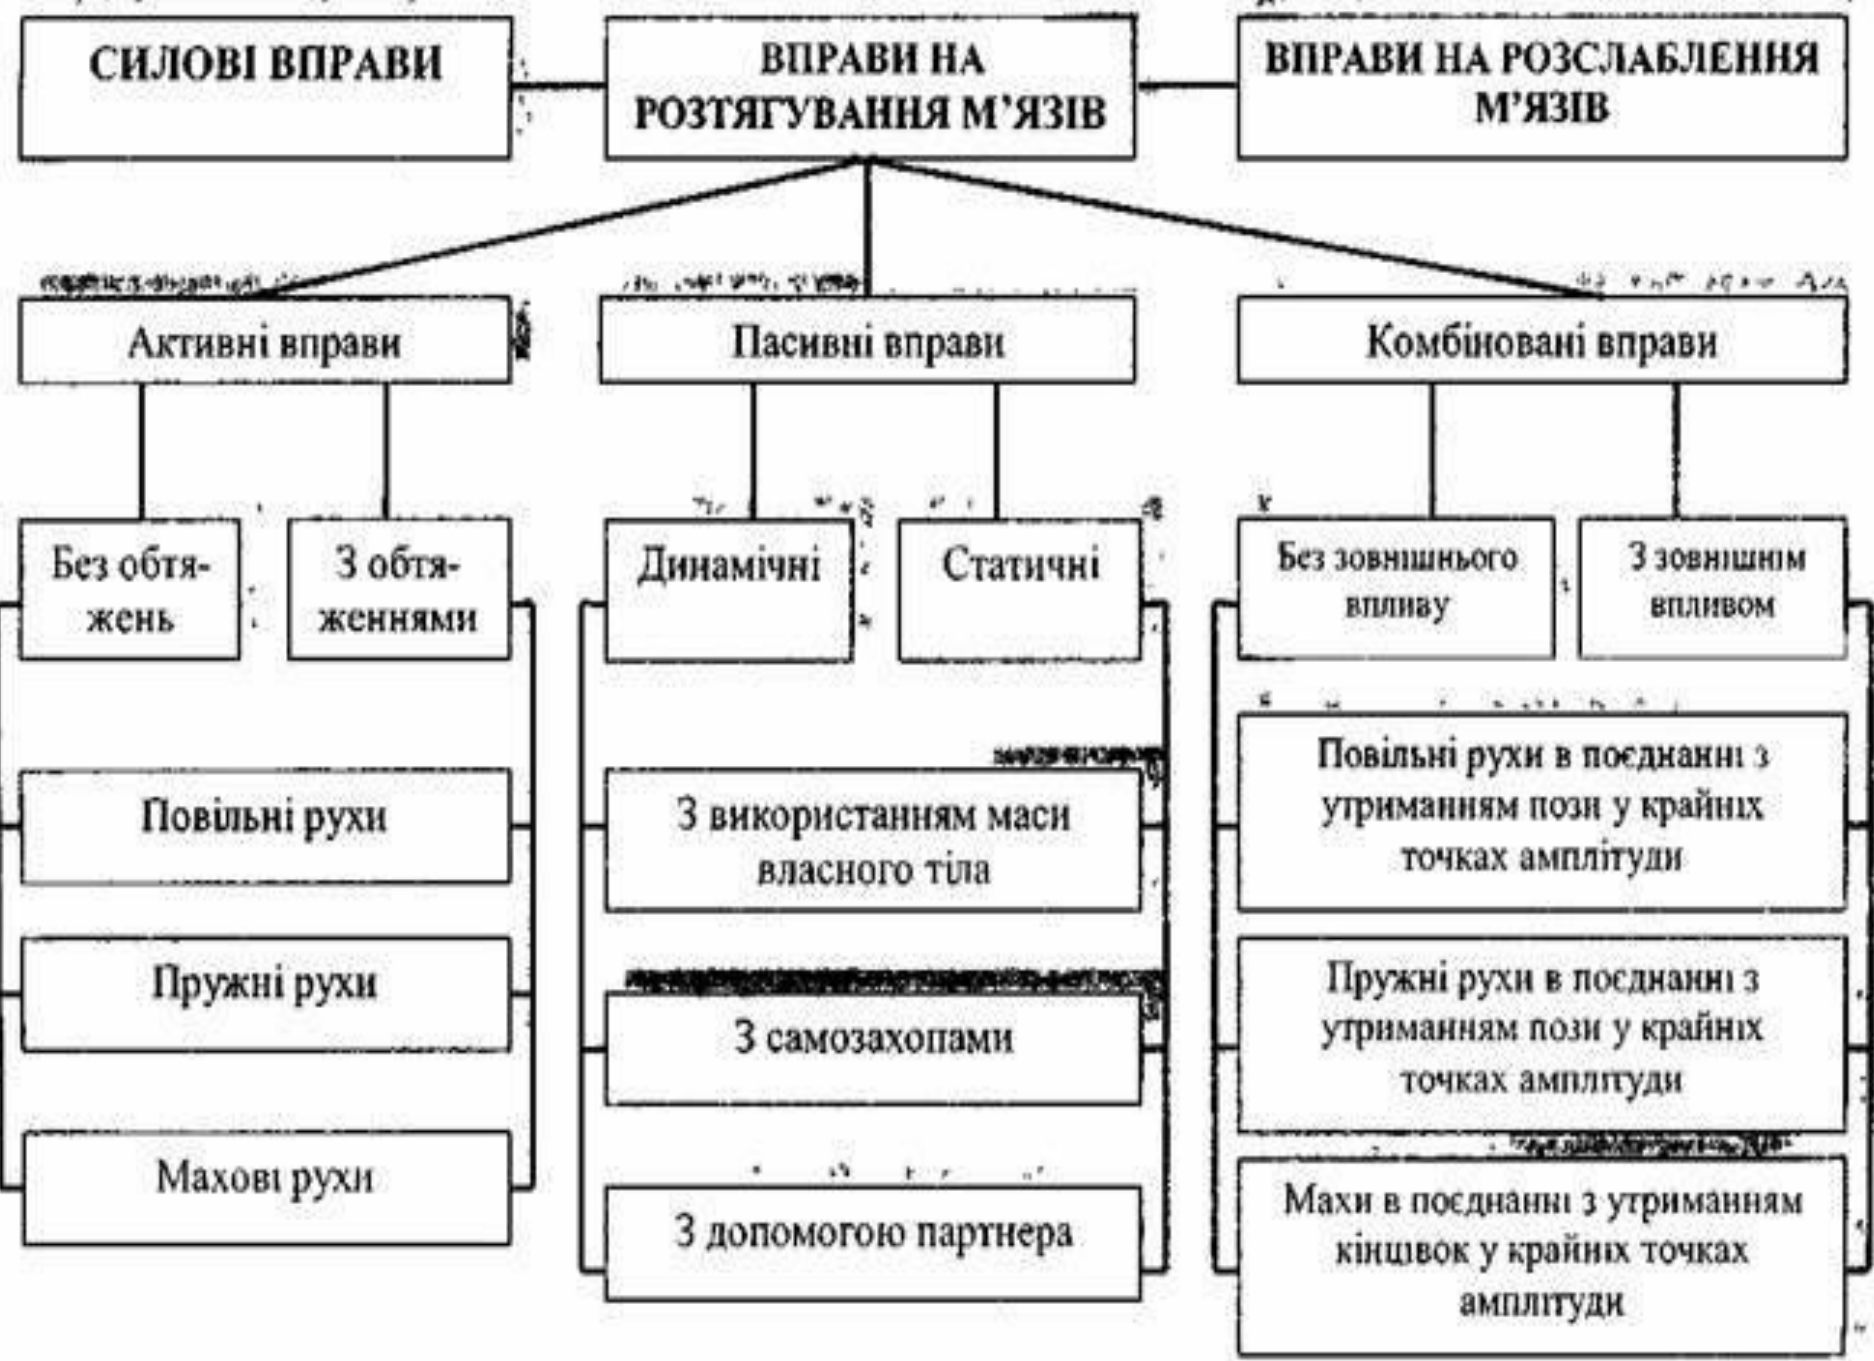 СИЛОВІ ВПРАВИ
ВПРАВИ НА
РОЗТЯГУВАННЯ М’ЯЗІВ
ВПРАВИ НА РОЗСЛАБЛЕННЯ
М’ЯЗІВ
Активні вправи
Пасивні вправи
Комбіновані вправи
Без обтя-
жень
З обтя-
женнями
Динамічні
Статичні
Без зовнішнього
впливу
З зовнішнім
впливом
Повільні рухи
Пружні рухи
Махові рухи
З використанням маси
власного тіла
З самозахопами
З допомогою партнера
Повільні рухи в поєднанні з
утриманням пози у крайніх
точках амплітуди
Пружні рухи в поєднанні з
утриманням пози у крайніх
точках амплітуди
Махи в поєднанні з утриманням
кінцівок у крайніх точках
амплітуди